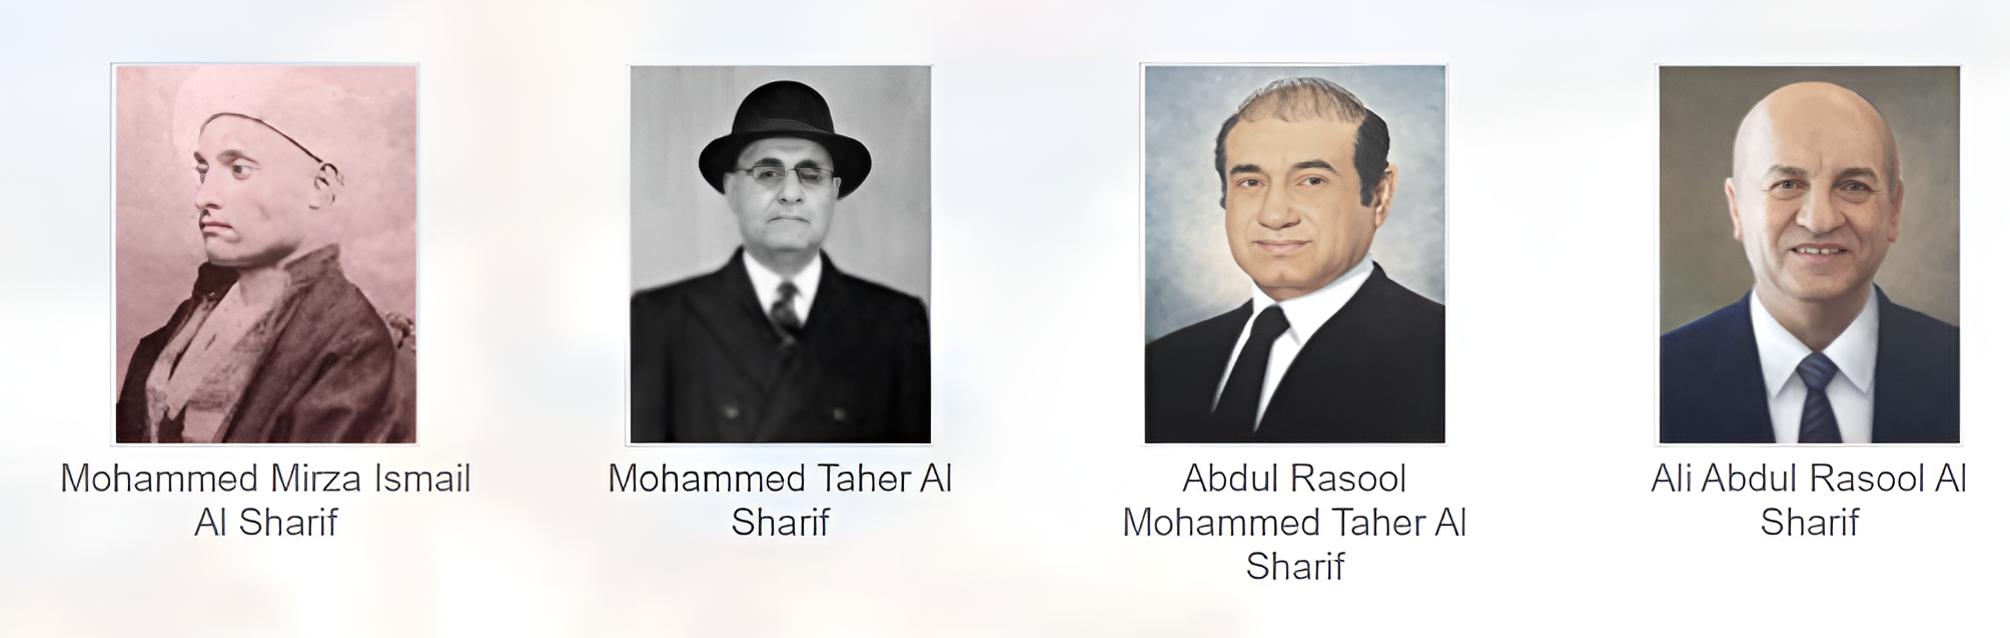 Mohammed Mirza Ismail
Al Sharif
Mohammed Taher Al
Sharif
Abdul Rasool
Mohammed Taher Al
Sharif
Ali Abdul Rasool Al
Sharif